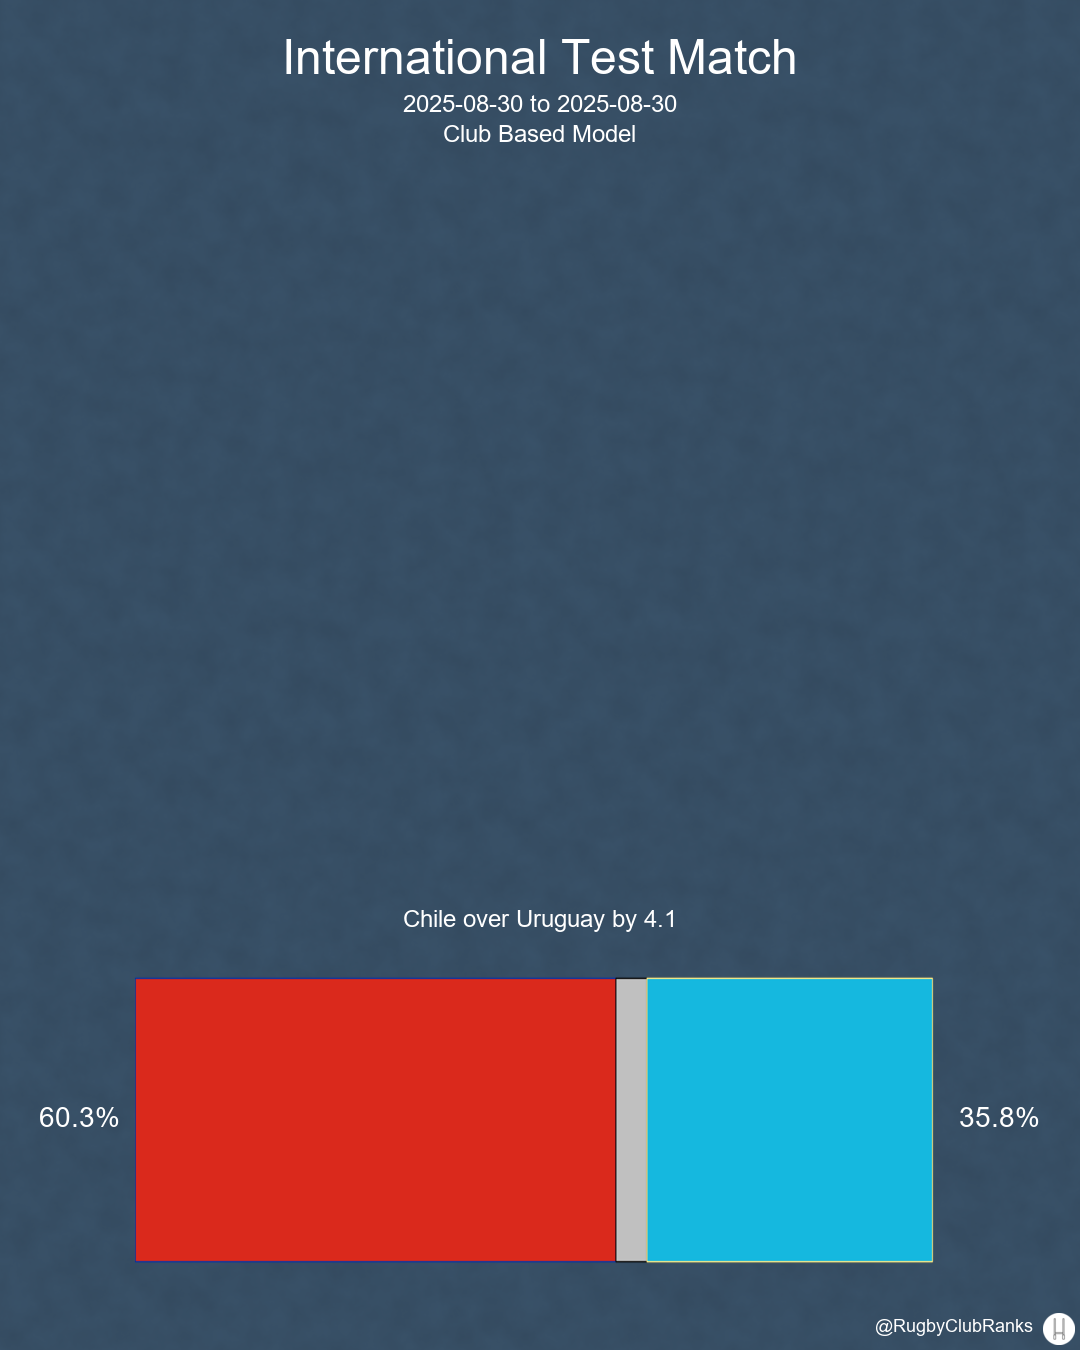 International Test Match
2025-08-30 to 2025-08-30
Club Based Model
Chile over Uruguay by 4.1
60.3%
35.8%
@RugbyClubRanks